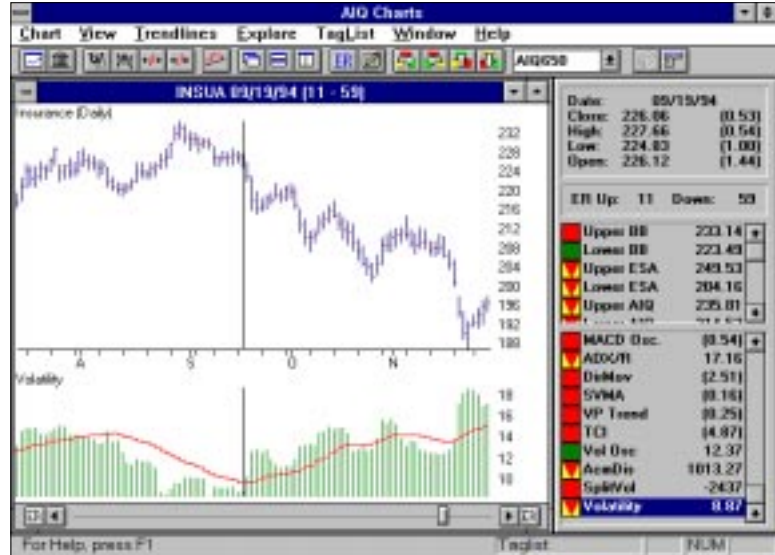 AIQ Charts
Chart View Trendlines Explore TagList Window Help
ER AIQ650
INSUA 09/19/94 (11 - 59)
Insurance (Daily)
232
228
224
220
216
212
208
204
200
196
192
188
A S O N
Volatility
18
16
14
12
10
Date: 09/19/94
Close: 226.06 (0.53)
High: 227.66 (0.54)
Low: 224.03 (1.00)
Open: 226.12 (1.44)
ER Up: 11 Down: 59
Upper BB 233.14
Lower BB 223.49
Upper ESA 249.53
Lower ESA 204.16
Upper AIQ 235.81
MACD Osc. (0.54)
ADX/R 17.16
DirMov (2.51)
SVMA (0.16)
VP Trend (0.25)
TCI (4.87)
Vol Osc 12.37
AcmDis 1013.27
SplitVol -2437
Volatility 8.87
For Help, press F1 Taglist NUM